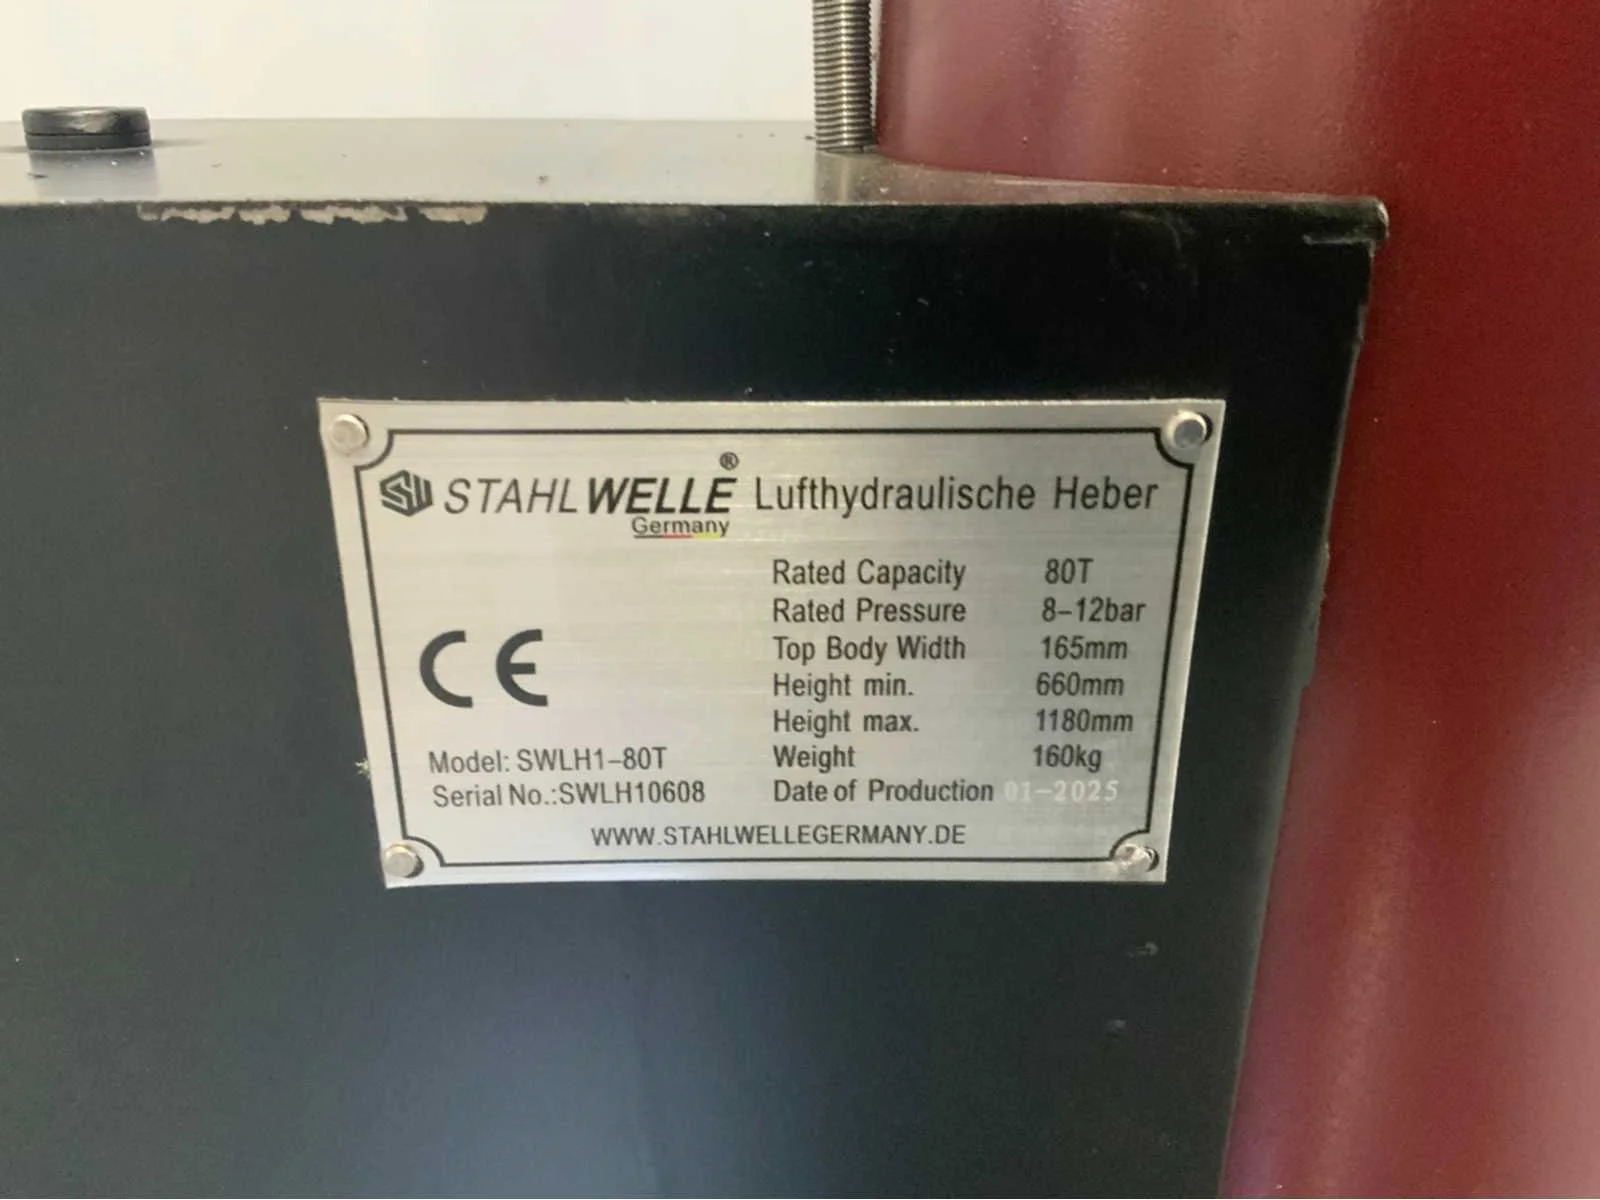 SW STAHLWELLE® Lufthydraulische Heber
Germany
Rated Capacity 80T
Rated Pressure 8-12bar
Top Body Width 165mm
Height min. 660mm
Height max. 1180mm
Weight 160kg
Date of Production 01-2025
CE
Model: SWLH1-80T
Serial No.:SWLH10608
WWW.STAHLWELLEGERMANY.DE